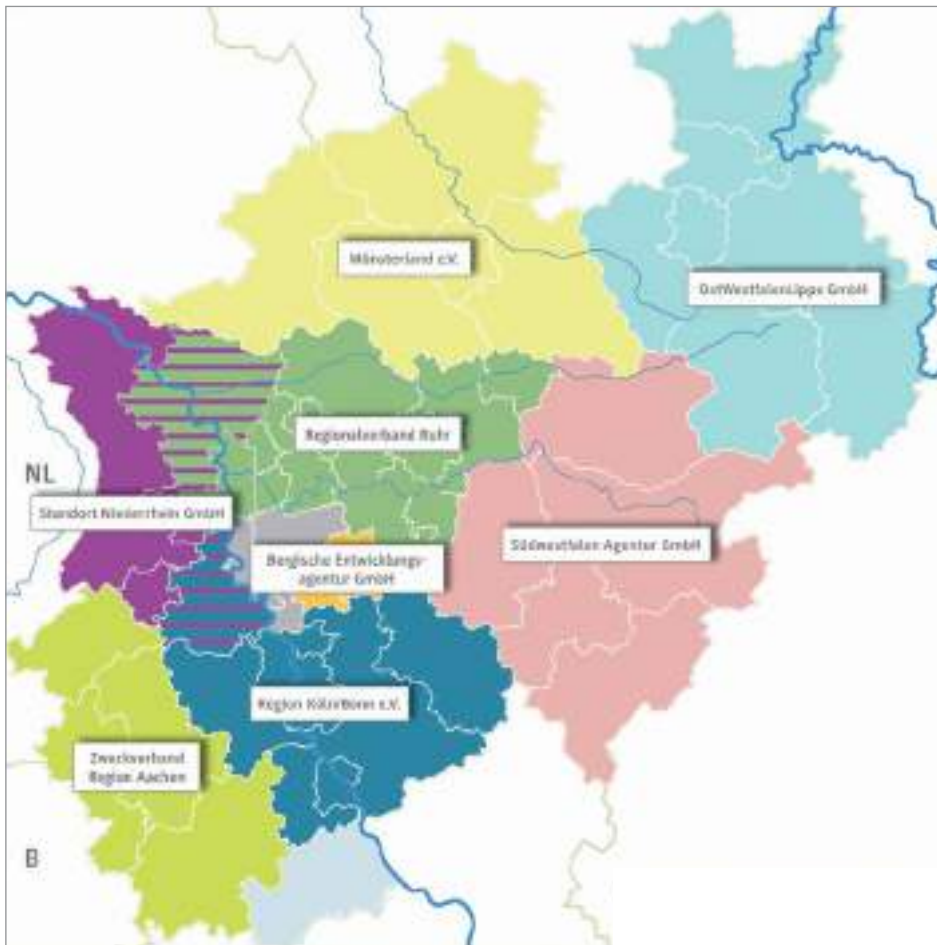 Münsterland e.V.
OstWestfalenLippe GmbH
Regionalverband Ruhr
NL
Standort Niederrhein GmbH
Südwestfalen Agentur GmbH
Bergische Entwicklungs-
agentur GmbH
Region Köln/Bonn e.V.
Zweckverband
Region Aachen
B